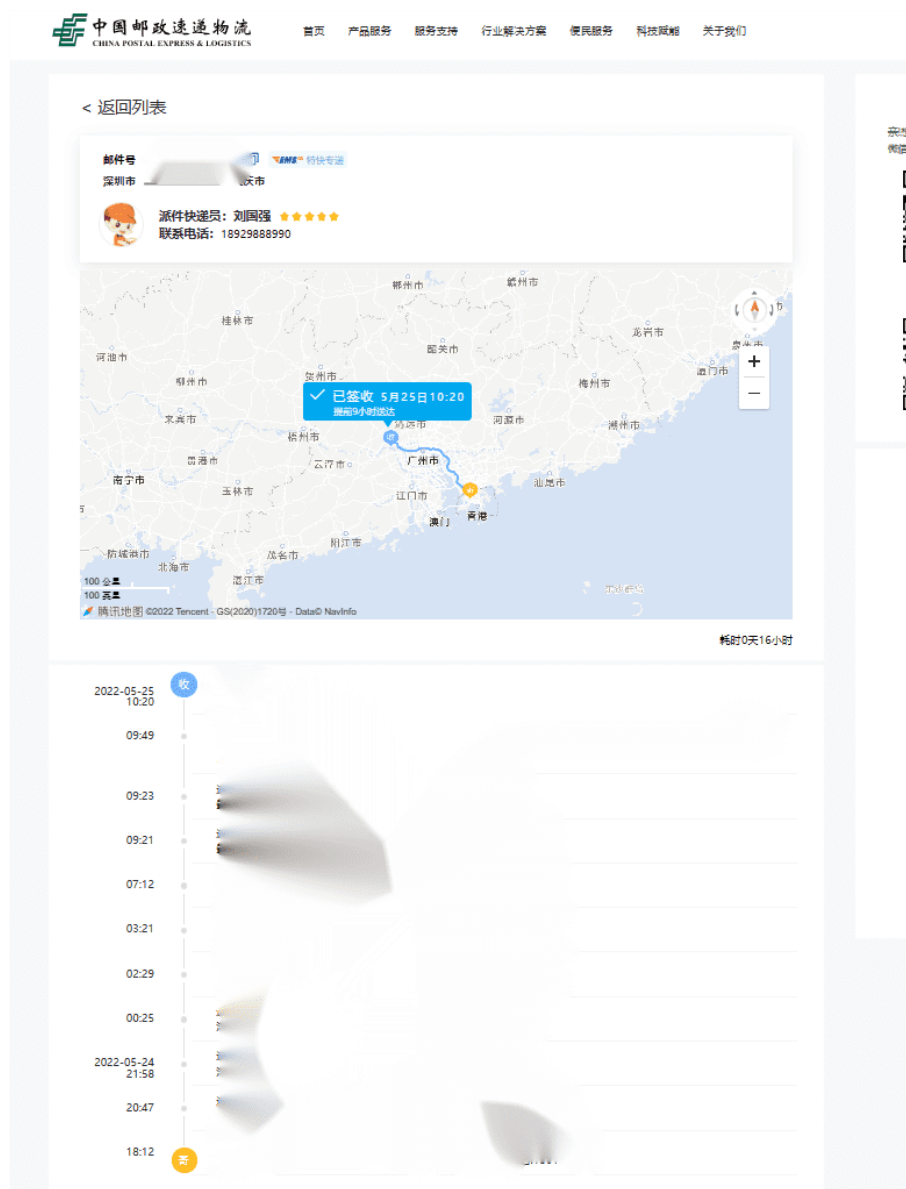 中国邮政速递物流
CHINA POSTAL EXPRESS & LOGISTICS
首页 产品服务 服务支持 行业解决方案 便民服务 科技赋能 关于我们
< 返回列表
邮件号 EMS 特快专递
深圳市 庆市
派件快递员：刘国强
联系电话：18929888990
郴州市 赣州市
桂林市 龙岩市
韶关市
河池市 厦门市
柳州市 贺州市 梅州市
已签收 5月25日10:20
提前9小时送达
来宾市 清远市 河源市 潮州市
梧州市
贵港市 云浮市 广州市
南宁市 玉林市 江门市 汕尾市
澳门 香港
阳江市
防城港市 茂名市
北海市
湛江市
100 公里
100 英里
腾讯地图 ©2022 Tencent - GS(2020)1720号 - Data© NavInfo
耗时0天16小时
2022-05-25
10:20
收
09:49
09:23
09:21
07:12
03:21
02:29
00:25
2022-05-24
21:58
20:47
18:12
寄